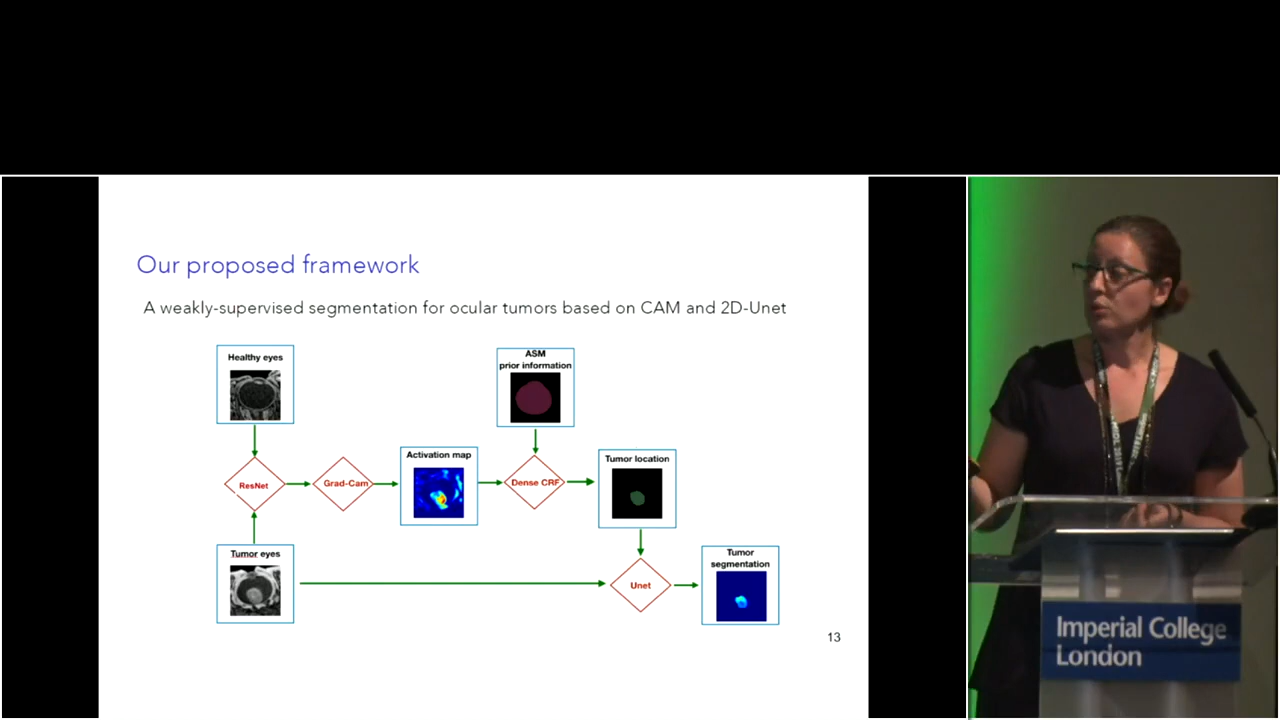 Our proposed framework
A weakly-supervised segmentation for ocular tumors based on CAM and 2D-Unet
Healthy eyes
ASM
prior information
Activation map
Tumor location
ResNet
Grad-Cam
Dense CRF
Tumor eyes
Tumor
segmentation
Unet
13
Imperial College
London